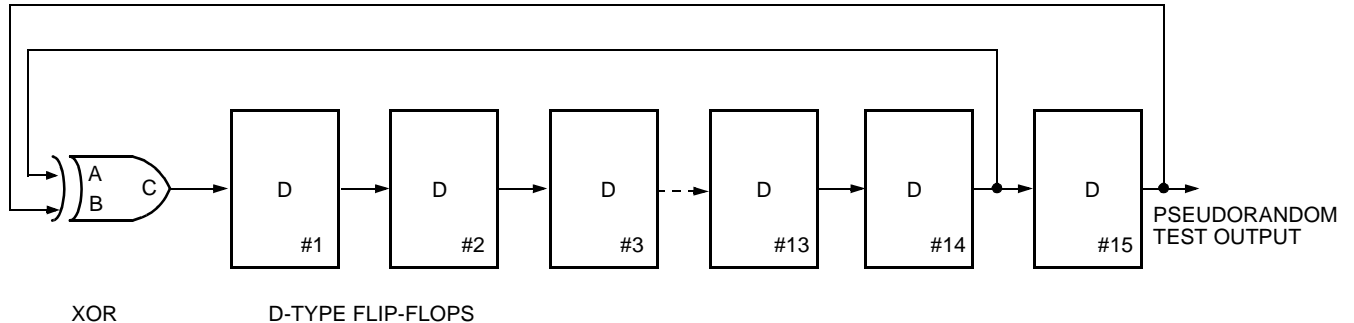 A
B
C
D
#1
D
#2
D
#3
D
#13
D
#14
D
#15
PSEUDORANDOM
TEST OUTPUT
XOR
D-TYPE FLIP-FLOPS